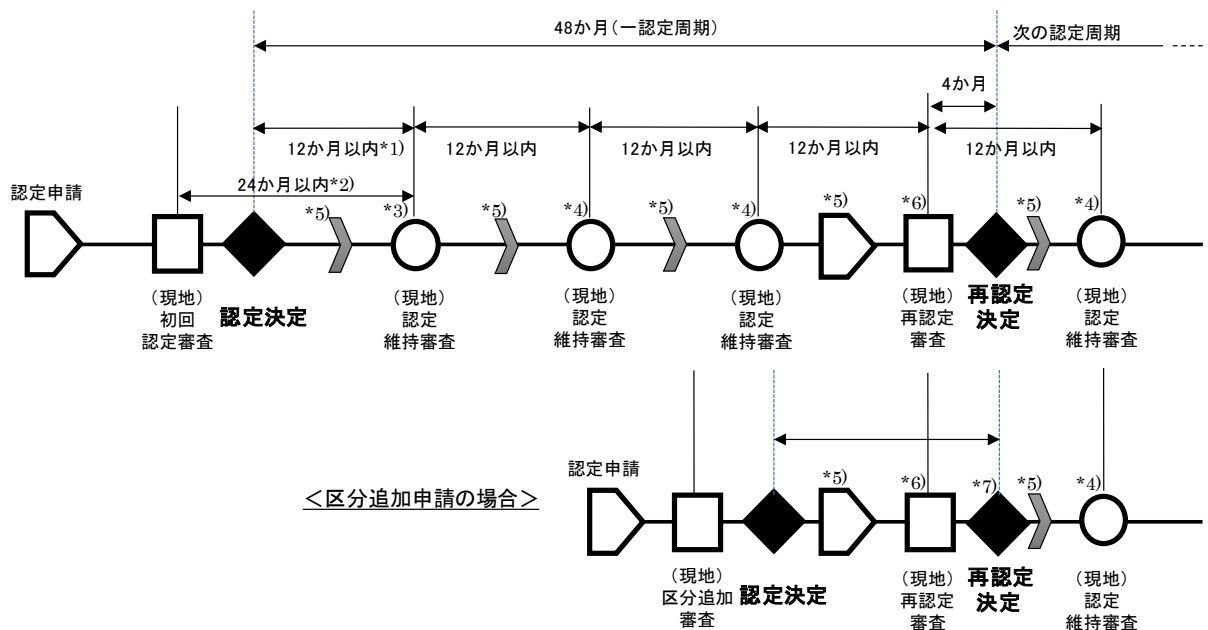 48か月(一認定周期)
次の認定周期
4か月
12か月以内*1)
12か月以内
12か月以内
12か月以内
12か月以内
24か月以内*2)
認定申請
*5)
*3)
*5)
*4)
*5)
*4)
*5)
*6)
*5)
*4)
(現地)
初回
認定審査
認定決定
(現地)
認定
維持審査
(現地)
認定
維持審査
(現地)
認定
維持審査
(現地)
再認定
審査
再認定
決定
(現地)
認定
維持審査
<区分追加申請の場合>
認定申請
*5)
*6)
*7)
*5)
*4)
(現地)
区分追加
審査
認定決定
(現地)
再認定
審査
再認定
決定
(現地)
認定
維持審査